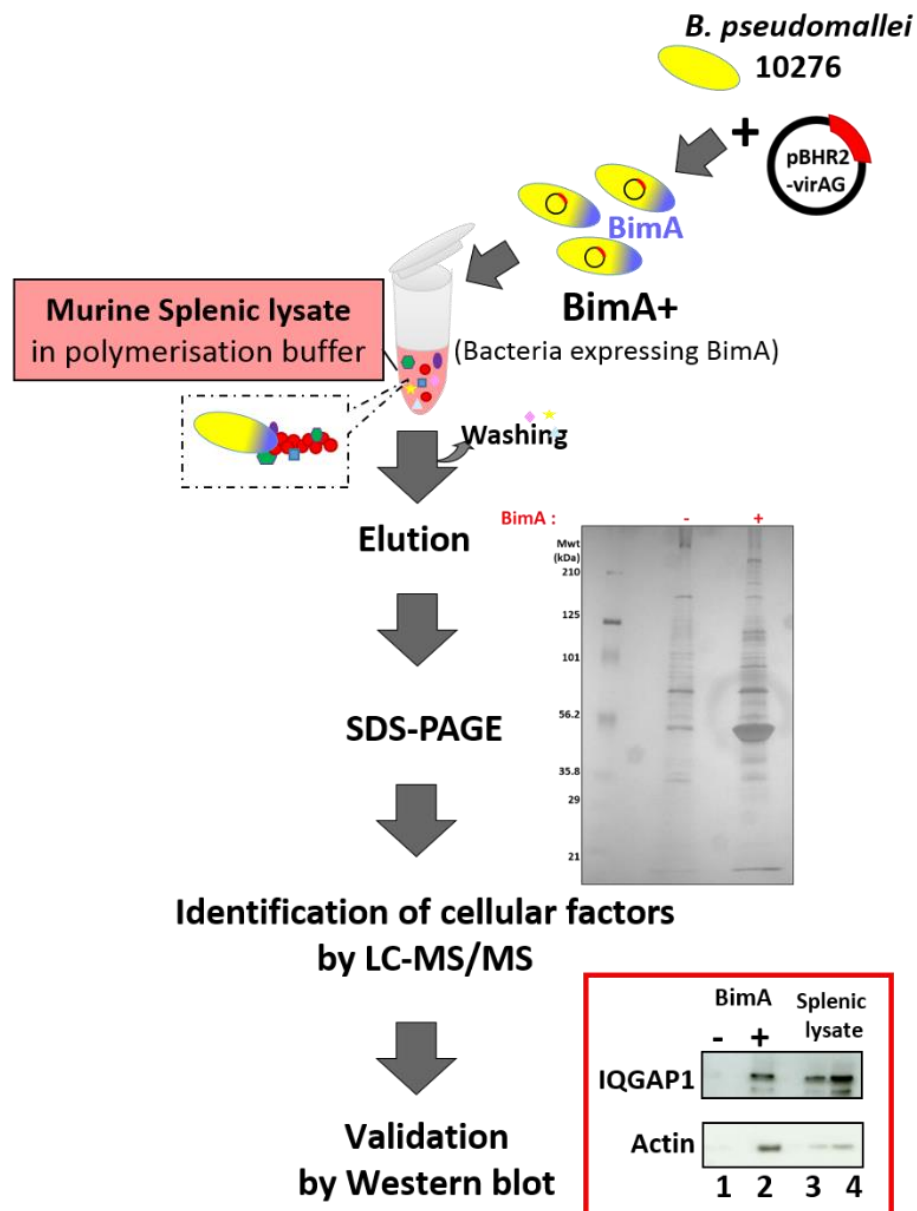 B. pseudomallei
10276
+
pBHR2
-virAG
BimA
BimA+
(Bacteria expressing BimA)
Murine Splenic lysate
in polymerisation buffer
Washing
Elution
BimA :
-
+
Mwt
(kDa)
210
125
101
56.2
35.8
29
21
SDS-PAGE
Identification of cellular factors
by LC-MS/MS
BimA
Splenic
lysate
- +
IQGAP1
Actin
1 2 3 4
Validation
by Western blot